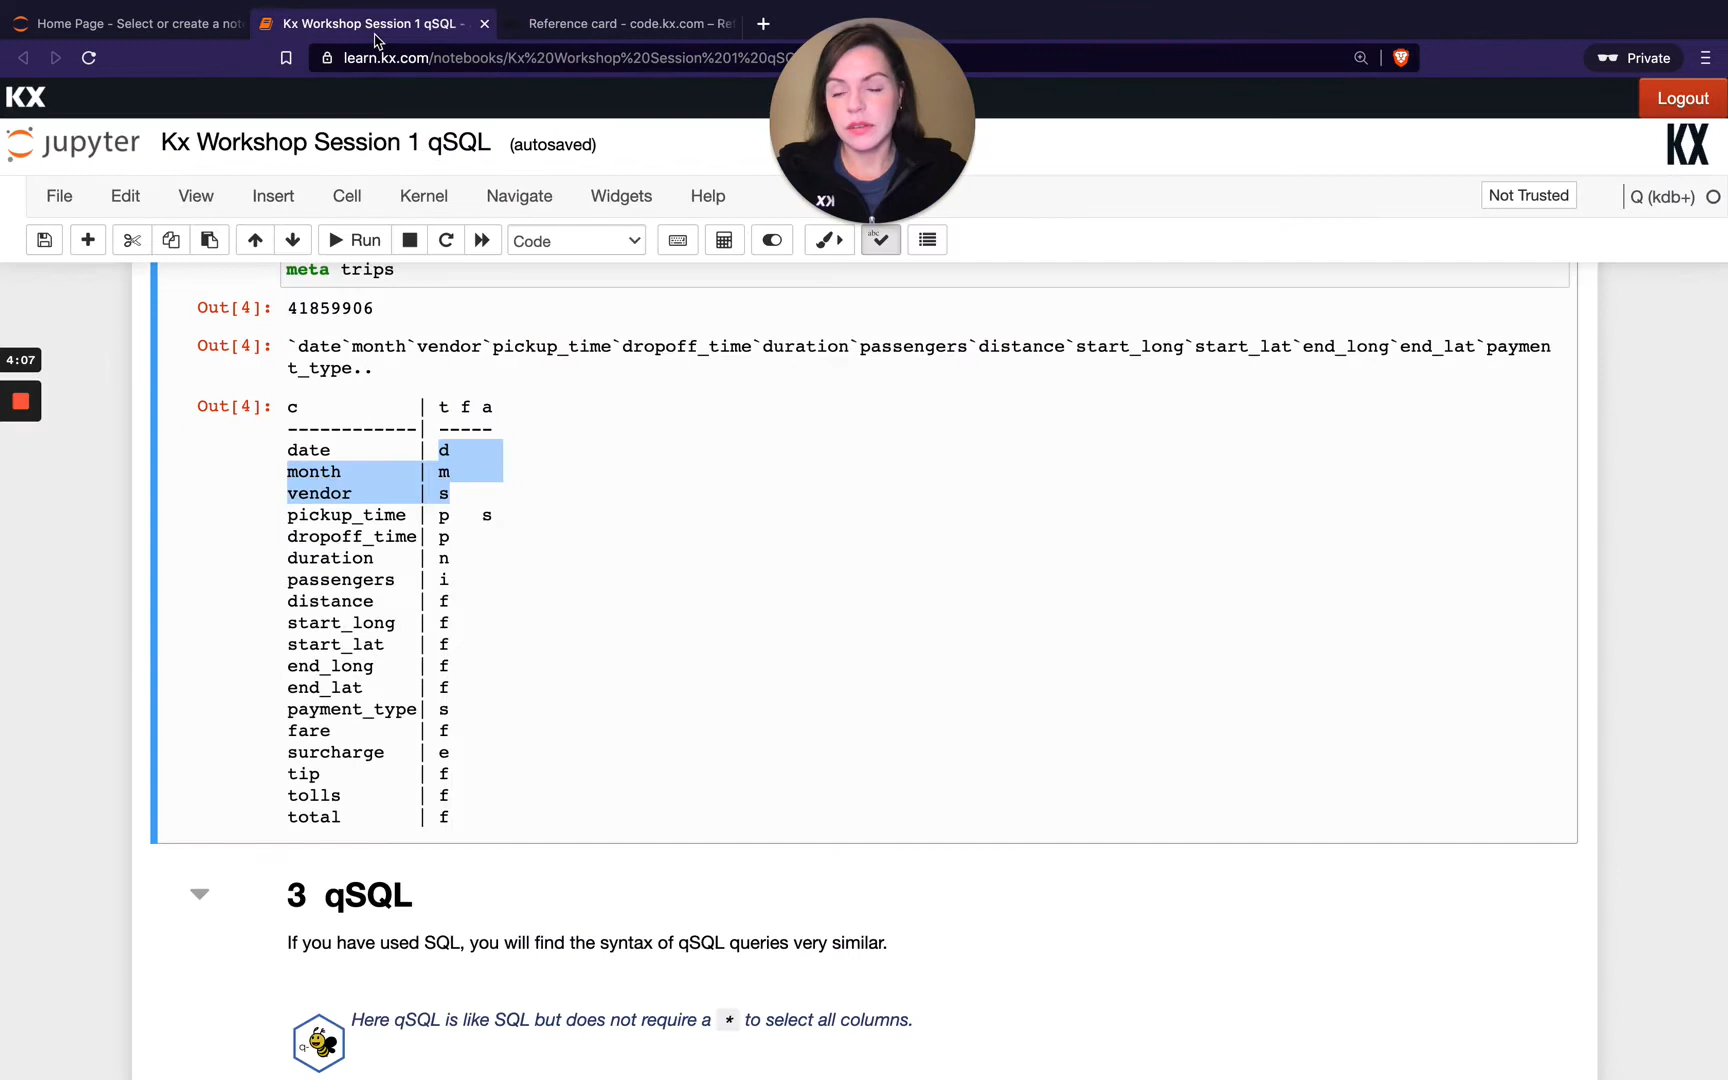 Home Page - Select or create a not
Kx Workshop Session 1 qSQL -
Reference card - code.kx.com – Ref
learn.kx.com/notebooks/Kx%20Workshop%20Session%201%20qSQ
Private
KX
Logout
jupyter
Kx Workshop Session 1 qSQL (autosaved)
KX
File Edit View Insert Cell Kernel Navigate Widgets Help
Not Trusted
Q (kdb+)
Run
Code
abc
KX
meta trips
Out[4]: 41859906
4:07
Out[4]: `date`month`vendor`pickup_time`dropoff_time`duration`passengers`distance`start_long`start_lat`end_long`end_lat`paymen
t_type..
Out[4]: c | t f a
------------| -----
date | d
month | m
vendor | s
pickup_time | p s
dropoff_time| p
duration | n
passengers | i
distance | f
start_long | f
start_lat | f
end_long | f
end_lat | f
payment_type| s
fare | f
surcharge | e
tip | f
tolls | f
total | f
3 qSQL
If you have used SQL, you will find the syntax of qSQL queries very similar.
Here qSQL is like SQL but does not require a * to select all columns.
q-